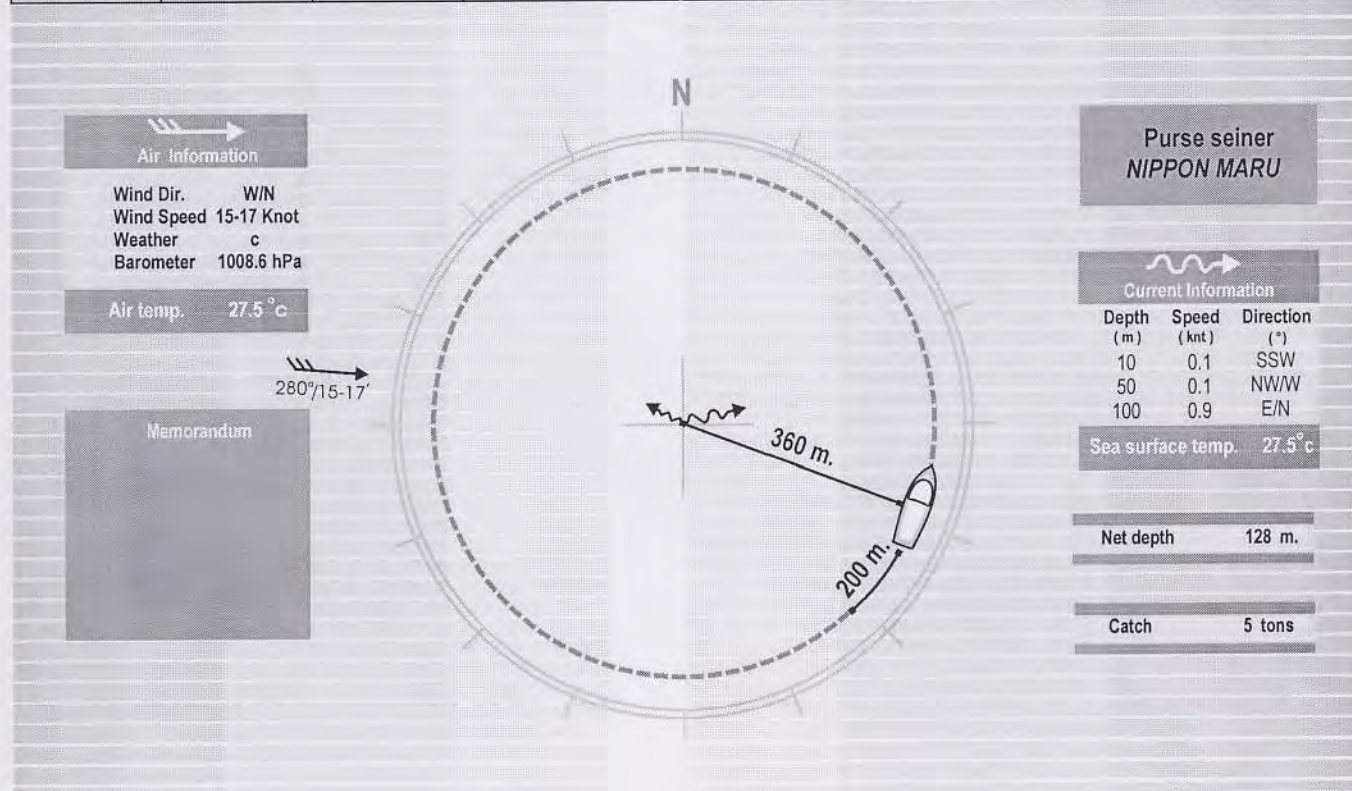 N
Air Information
Wind Dir. W/N
Wind Speed 15-17 Knot
Weather c
Barometer 1008.6 hPa
Air temp. 27.5°c
280°/15-17'
Memorandum
360 m.
200 m.
Purse seiner
NIPPON MARU
Current Information
Depth Speed Direction
(m) (knt) (°)
10 0.1 SSW
50 0.1 NW/W
100 0.9 E/N
Sea surface temp. 27.5°c
Net depth 128 m.
Catch 5 tons